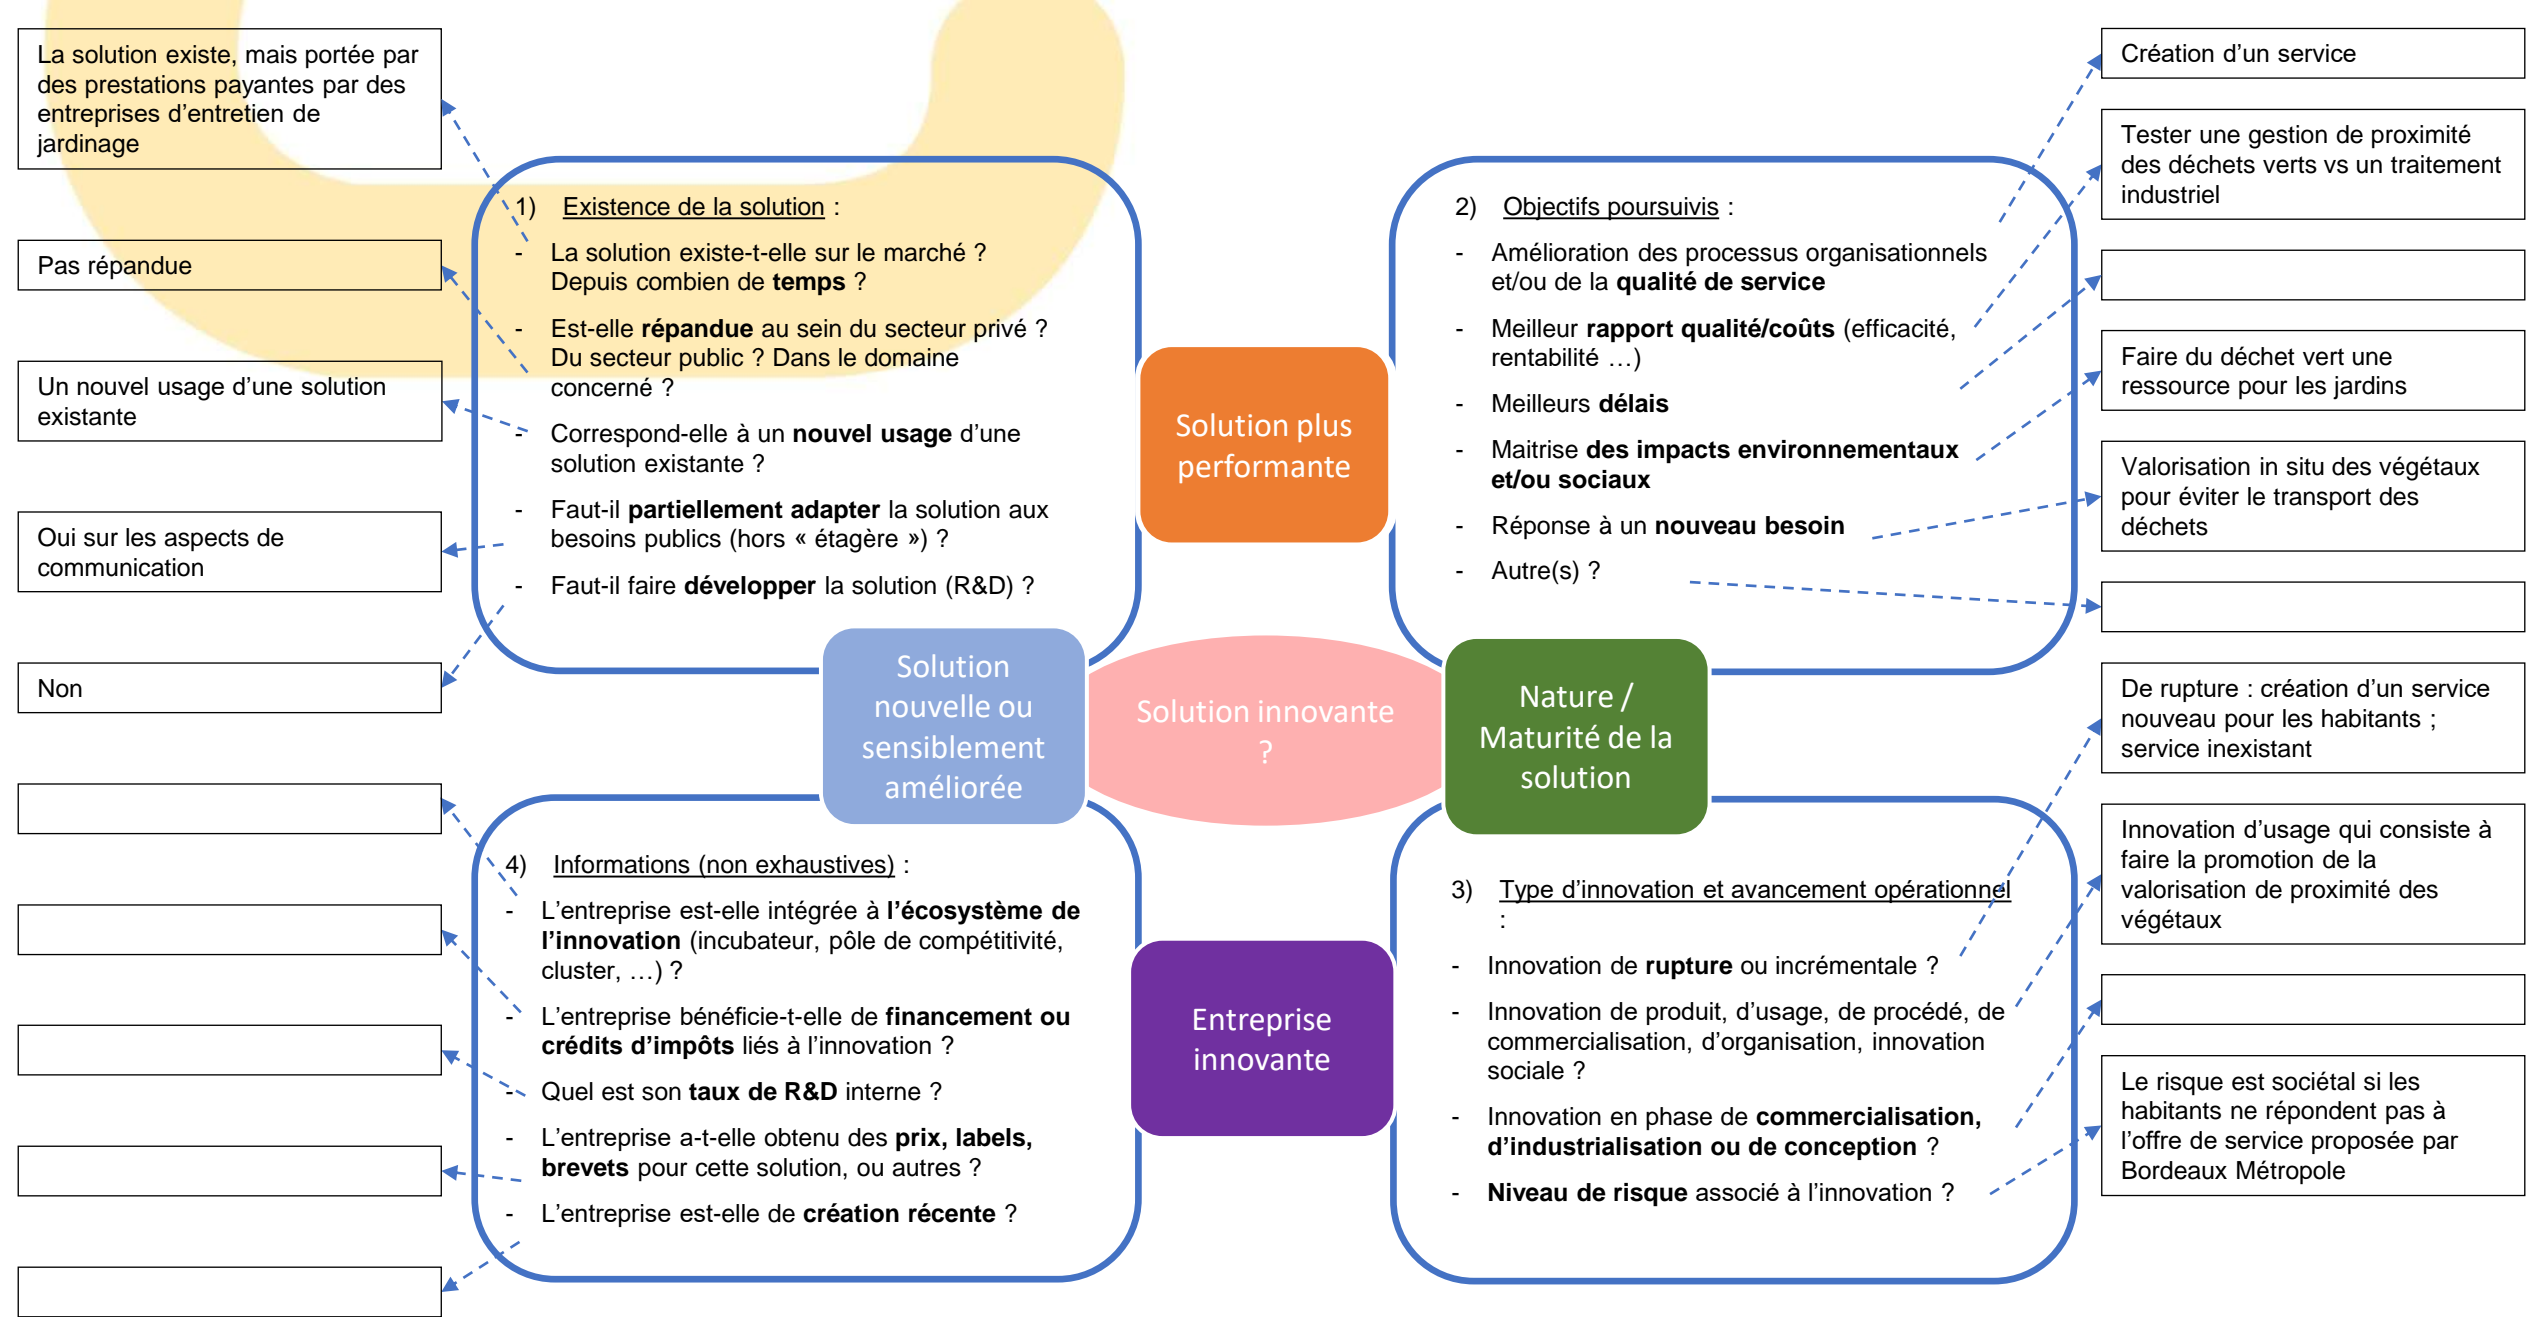 La solution existe, mais portée par
des prestations payantes par des
entreprises d’entretien de
jardinage
Pas répandue
Un nouvel usage d’une solution
existante
Oui sur les aspects de
communication
Non
1) Existence de la solution :
- La solution existe-t-elle sur le marché ?
Depuis combien de temps ?
- Est-elle répandue au sein du secteur privé ?
Du secteur public ? Dans le domaine
concerné ?
- Correspond-elle à un nouvel usage d’une
solution existante ?
- Faut-il partiellement adapter la solution aux
besoins publics (hors « étagère ») ?
- Faut-il faire développer la solution (R&D) ?
Solution plus
performante
2) Objectifs poursuivis :
- Amélioration des processus organisationnels
et/ou de la qualité de service
- Meilleur rapport qualité/coûts (efficacité,
rentabilité …)
- Meilleurs délais
- Maitrise des impacts environnementaux
et/ou sociaux
- Réponse à un nouveau besoin
- Autre(s) ?
Création d’un service
Tester une gestion de proximité
des déchets verts vs un traitement
industriel
Faire du déchet vert une
ressource pour les jardins
Valorisation in situ des végétaux
pour éviter le transport des
déchets
Solution
nouvelle ou
sensiblement
améliorée
Solution innovante
?
Nature /
Maturité de la
solution
4) Informations (non exhaustives) :
- L’entreprise est-elle intégrée à l’écosystème de
l’innovation (incubateur, pôle de compétitivité,
cluster, …) ?
- L’entreprise bénéficie-t-elle de financement ou
crédits d’impôts liés à l’innovation ?
- Quel est son taux de R&D interne ?
- L’entreprise a-t-elle obtenu des prix, labels,
brevets pour cette solution, ou autres ?
- L’entreprise est-elle de création récente ?
Entreprise
innovante
3) Type d’innovation et avancement opérationnel
:
- Innovation de rupture ou incrémentale ?
- Innovation de produit, d’usage, de procédé, de
commercialisation, d’organisation, innovation
sociale ?
- Innovation en phase de commercialisation,
d’industrialisation ou de conception ?
- Niveau de risque associé à l’innovation ?
De rupture : création d’un service
nouveau pour les habitants ;
service inexistant
Innovation d’usage qui consiste à
faire la promotion de la
valorisation de proximité des
végétaux
Le risque est sociétal si les
habitants ne répondent pas à
l’offre de service proposée par
Bordeaux Métropole